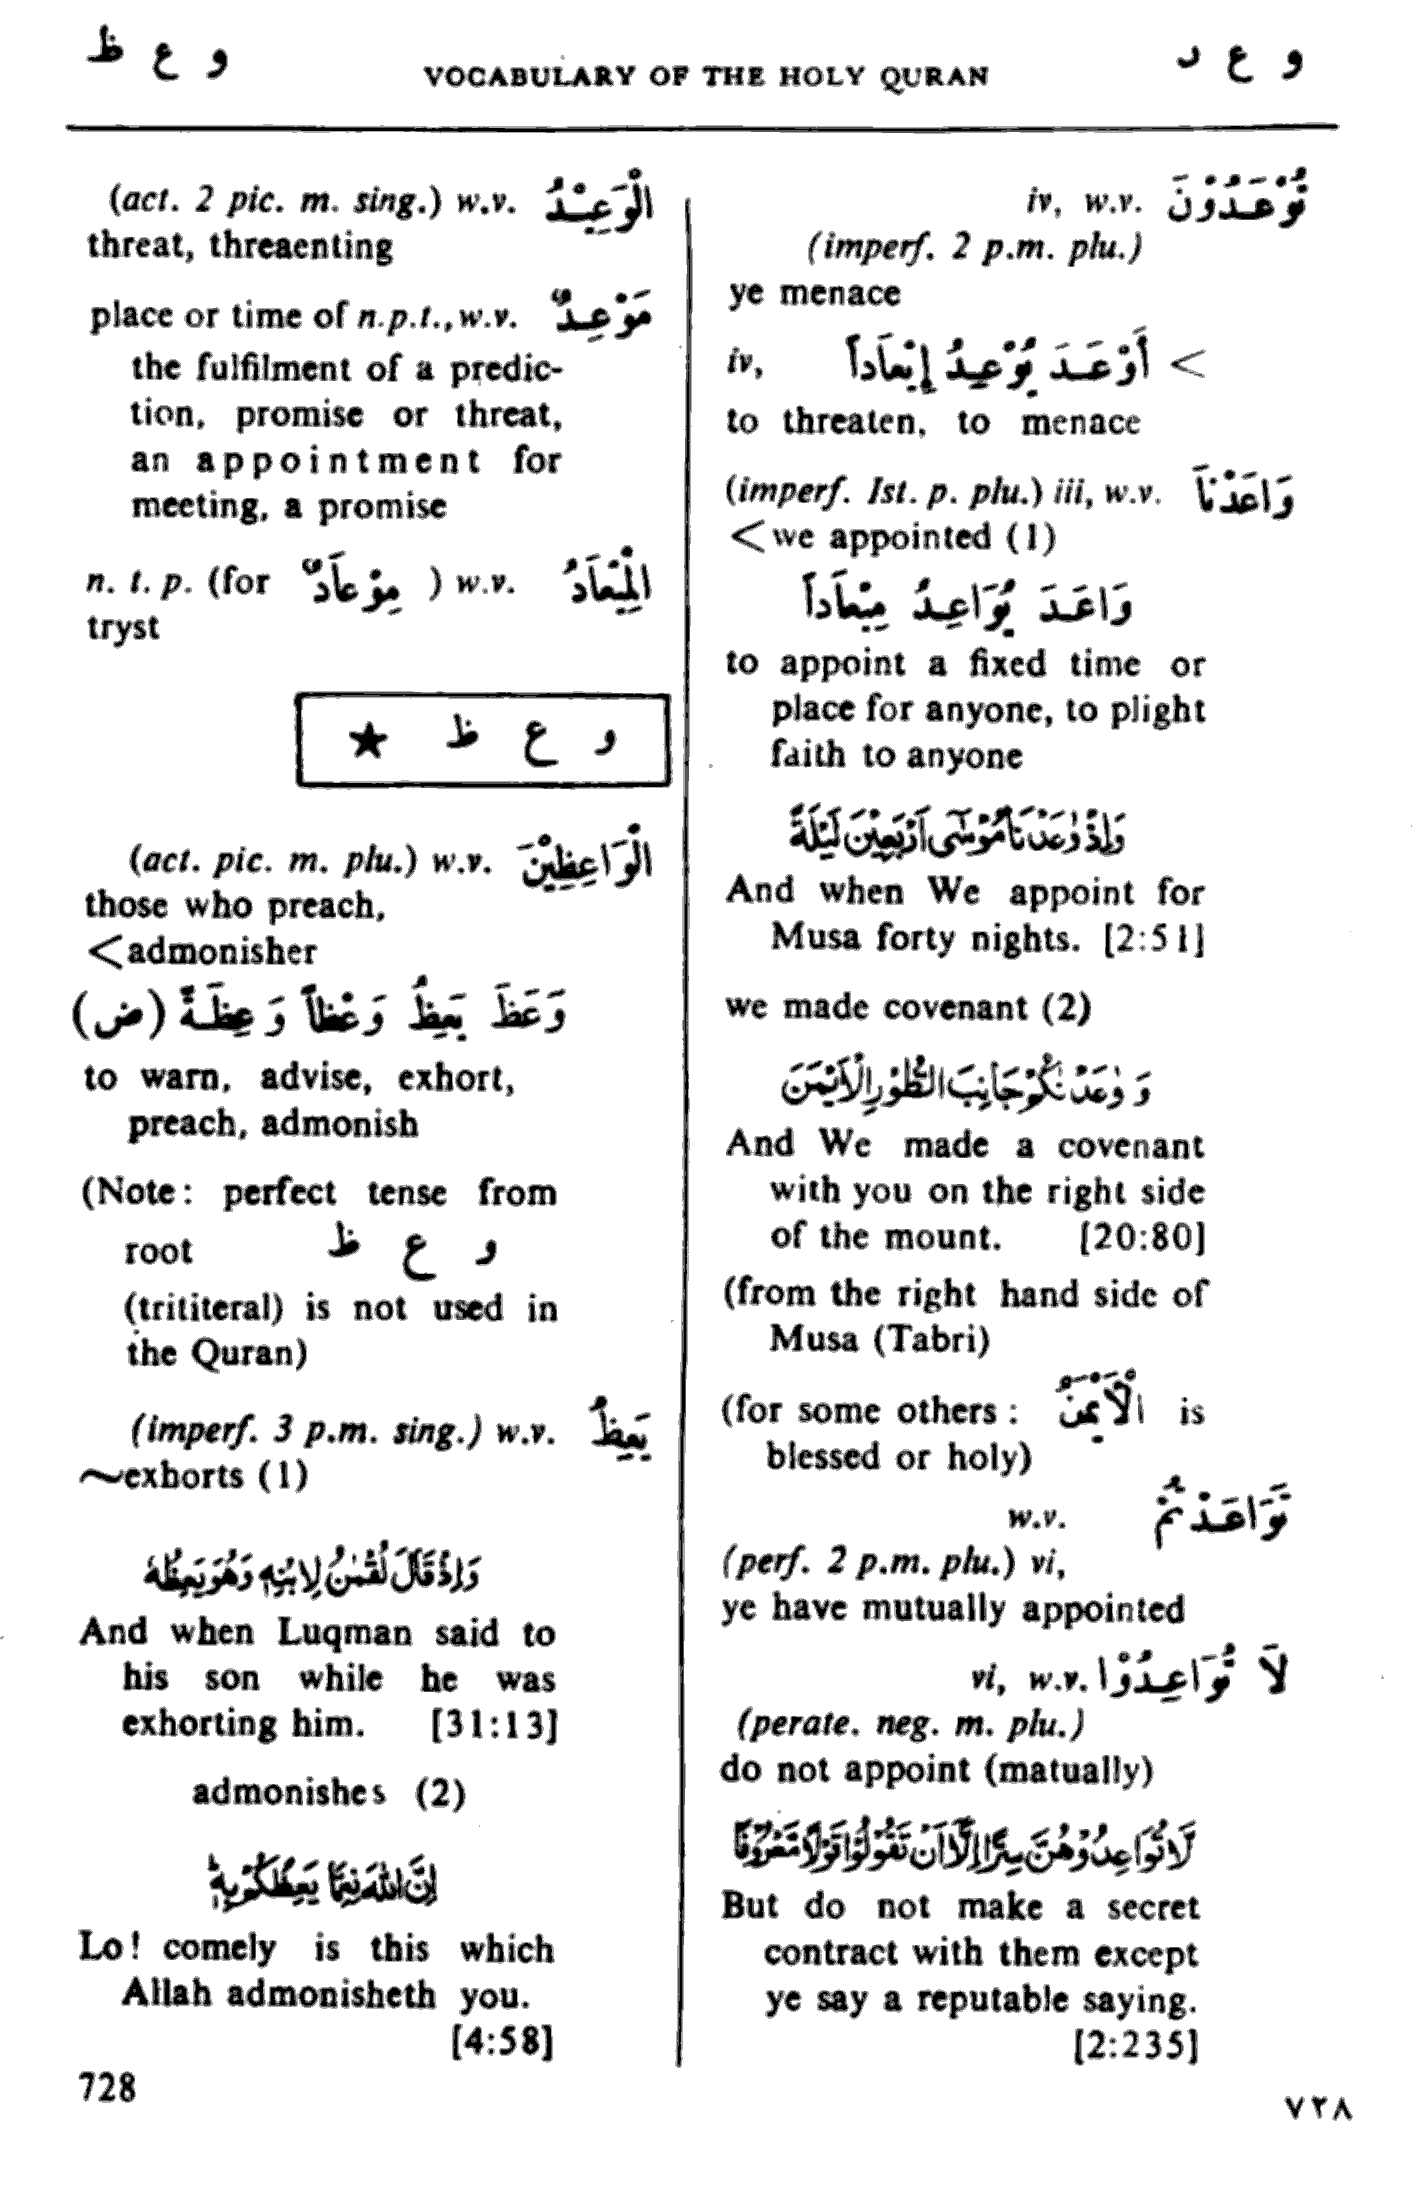 و ع ظ
VOCABULARY OF THE HOLY QURAN
و ع د
iv, w.v. تُوْعَدُوْنَ
(imperf. 2 p.m. plu.)
ye menace
iv, أَوْعَدَ يُوْعِيدُ إِيْعَاداً >
to threaten, to menace
(imperf. Ist. p. plu.) iii, w.v. وَاعَدْنَا
<we appointed (1)
وَاعَدَ يُوَاعِدُ مِيْعَاداً
to appoint a fixed time or
place for anyone, to plight
faith to anyone
وَاِذْ وٰعَدْنَا مُوْسٰٓى اَرْبَعِيْنَ لَيْلَةً
And when We appoint for
Musa forty nights. [2:51]
we made covenant (2)
وَ وٰعَدْنٰكُمْ جَانِبَ الطُّوْرِ الْاَيْمَنَ
And We made a covenant
with you on the right side
of the mount. [20:80]
(from the right hand side of
Musa (Tabri)
(for some others : الْأَيْمَنُ is
blessed or holy)
w.v. تَوَاعَدْتُمْ
(perf. 2 p.m. plu.) vi,
ye have mutually appointed
vi, w.v. لاَ تُوَاعِدُوْا
(perate. neg. m. plu.)
do not appoint (matually)
لَا تُوَاعِدُوْهُنَّ سِرًّا اِلَّا اَنْ تَقُوْلُوْا قَوْلًا مَّعْرُوْفًا
But do not make a secret
contract with them except
ye say a reputable saying.
[2:235]
(act. 2 pic. m. sing.) w.v. الْوَعِيْدُ
threat, threaenting
place or time of n.p.t., w.v. مَوْعِدٌ
the fulfilment of a predic-
tion, promise or threat,
an appointment for
meeting, a promise
n. t. p. (for مِوْعَادٌ ) w.v. الْمِيْعَادُ
tryst
و ع ظ ★
(act. pic. m. plu.) w.v. الْوَاعِظِيْنَ
those who preach,
<admonisher
وَعَظَ يَعِظُ وَعْظاً وَ عِظَةً (ض)
to warn, advise, exhort,
preach, admonish
(Note: perfect tense from
root و ع ظ
(trititeral) is not used in
the Quran)
(imperf. 3 p.m. sing.) w.v. يَعِظُ
~exhorts (1)
وَاِذْ قَالَ لُقْمٰنُ لِابْنِهٖ وَهُوَ يَعِظُهٗ
And when Luqman said to
his son while he was
exhorting him. [31:13]
admonishes (2)
اِنَّ اللّٰهَ نِعِمَّا يَعِظُكُمْ بِهٖ
Lo! comely is this which
Allah admonisheth you.
[4:58]
728
٧٢٨